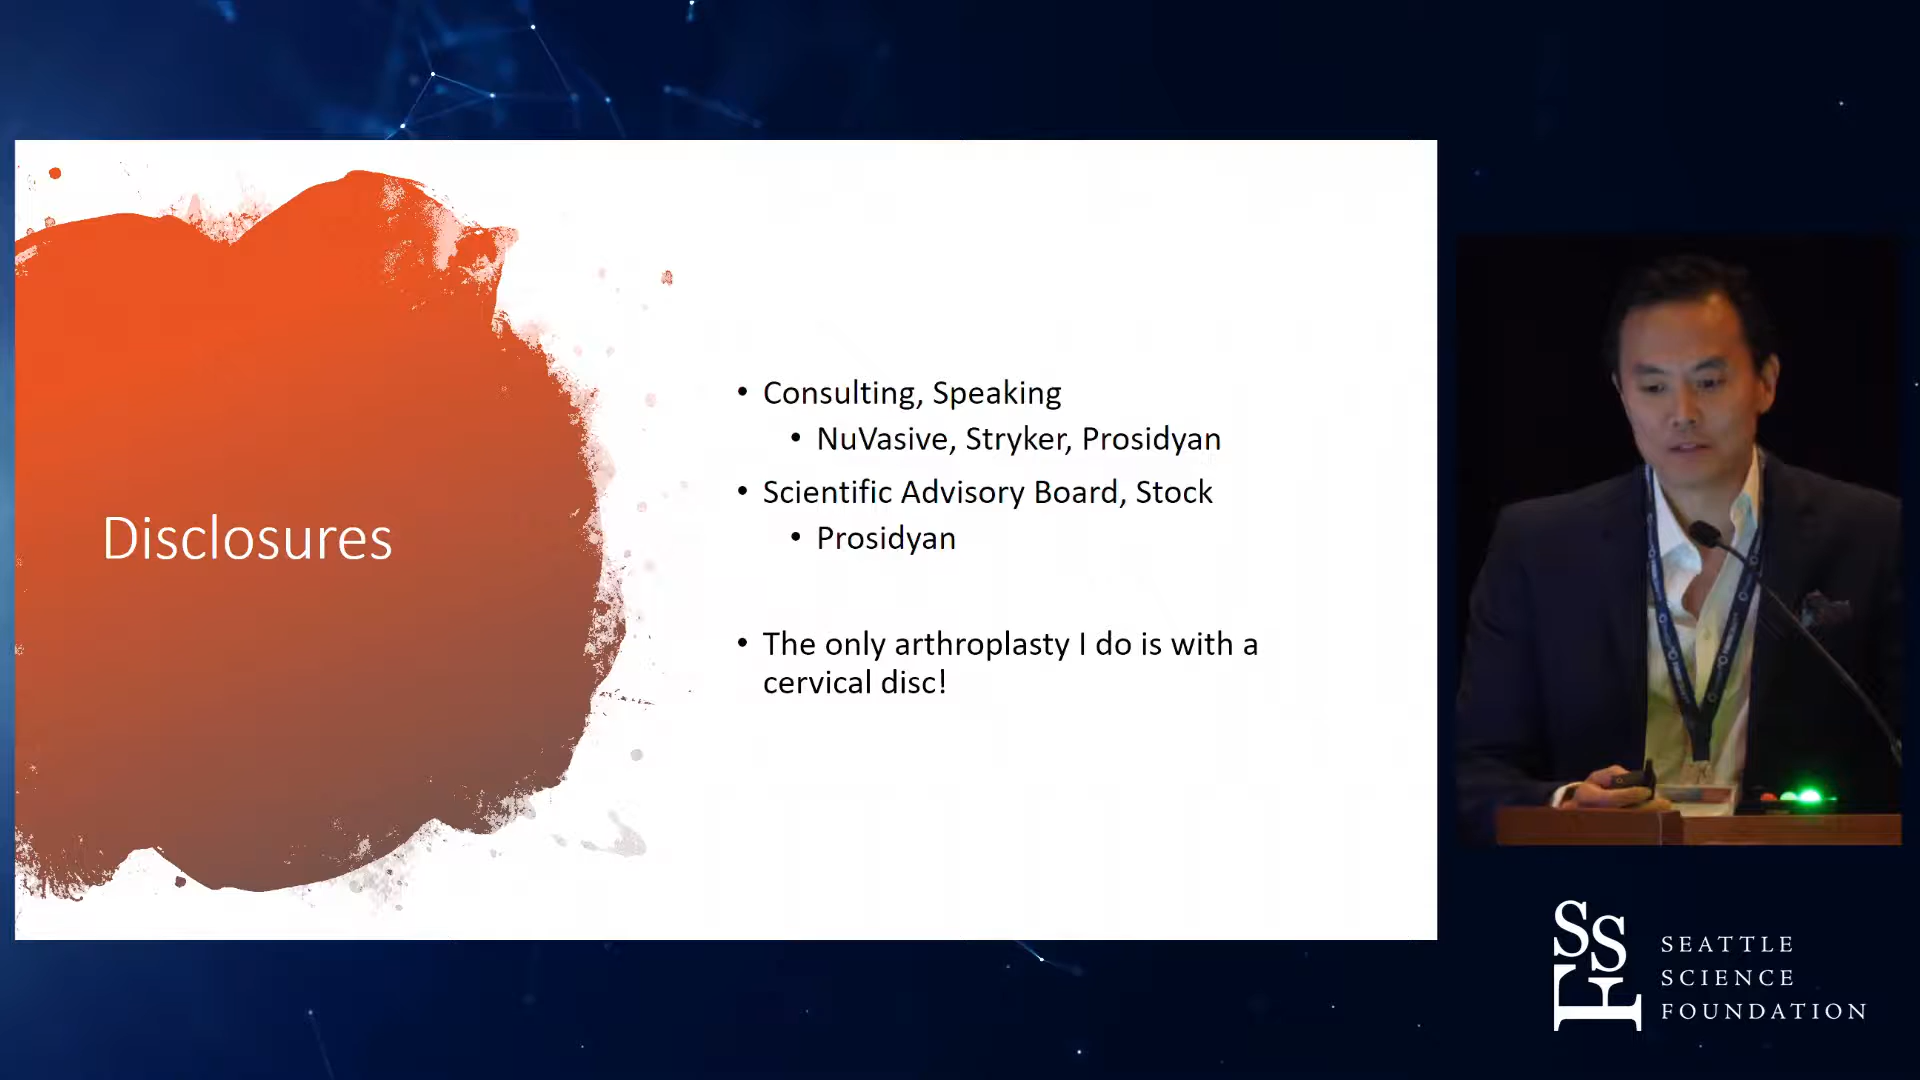 Disclosures
• Consulting, Speaking
• NuVasive, Stryker, Prosidyan
• Scientific Advisory Board, Stock
• Prosidyan
• The only arthroplasty I do is with a
cervical disc!
SSF
SEATTLE
SCIENCE
FOUNDATION